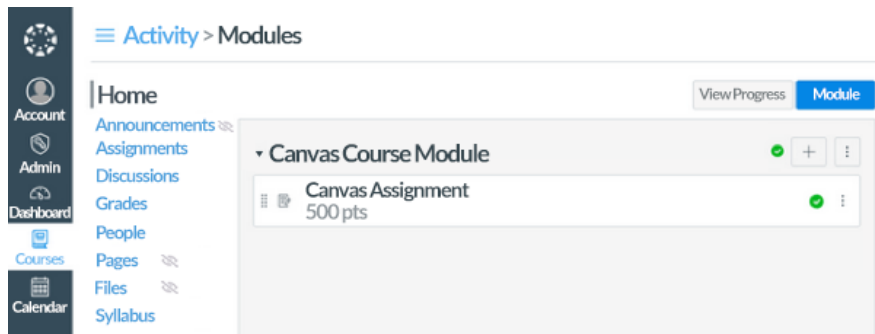 Activity > Modules
Account
Admin
Dashboard
Courses
Calendar
Home
Announcements
Assignments
Discussions
Grades
People
Pages
Files
Syllabus
View Progress
Module
Canvas Course Module
Canvas Assignment
500 pts